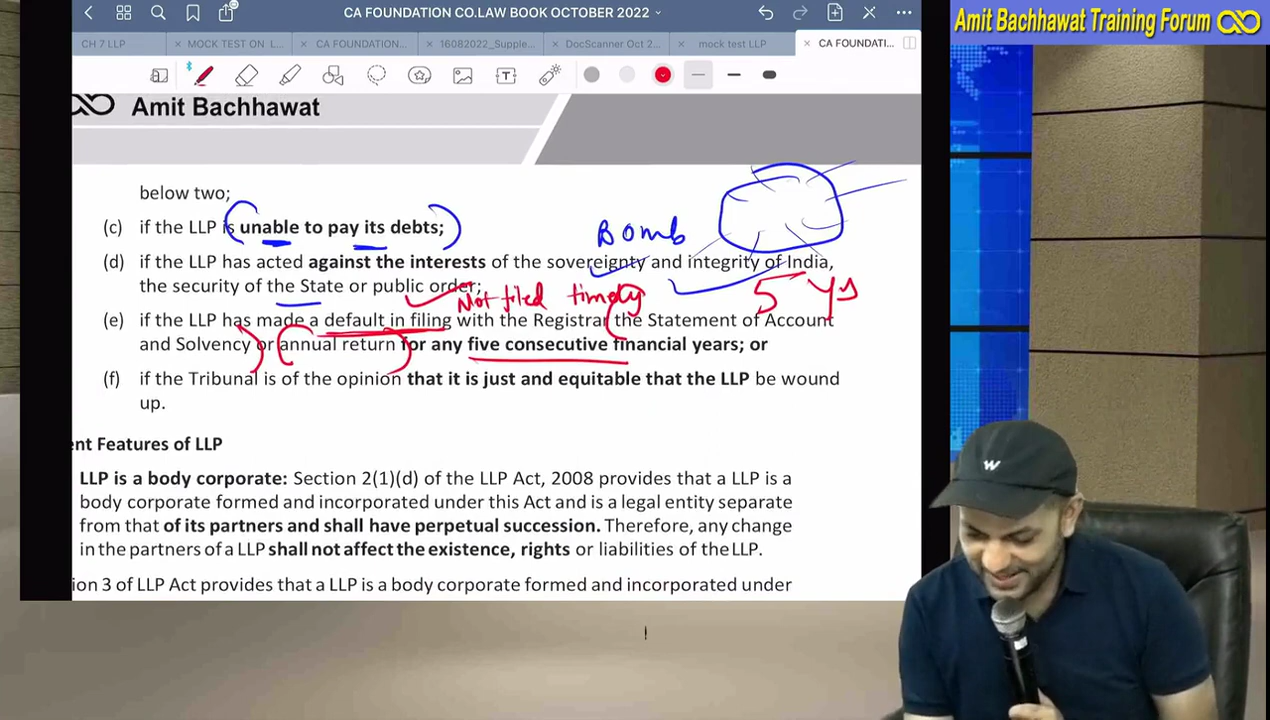 CA FOUNDATION CO.LAW BOOK OCTOBER 2022
Amit Bachhawat Training Forum
CH 7 LLP
MOCK TEST ON L...
CA FOUNDATION...
16082022_Supple...
DocScanner Oct 2...
mock test LLP
CA FOUNDATI...
Amit Bachhawat
below two;
(c) if the LLP is unable to pay its debts;
Bomb
(d) if the LLP has acted against the interests of the sovereignty and integrity of India,
the security of the State or public order;
Not filed timely
5 Ys
(e) if the LLP has made a default in filing with the Registrar the Statement of Account
and Solvency or annual return for any five consecutive financial years; or
(f) if the Tribunal is of the opinion that it is just and equitable that the LLP be wound
up.
ent Features of LLP
LLP is a body corporate: Section 2(1)(d) of the LLP Act, 2008 provides that a LLP is a
body corporate formed and incorporated under this Act and is a legal entity separate
from that of its partners and shall have perpetual succession. Therefore, any change
in the partners of a LLP shall not affect the existence, rights or liabilities of the LLP.
ion 3 of LLP Act provides that a LLP is a body corporate formed and incorporated under
W